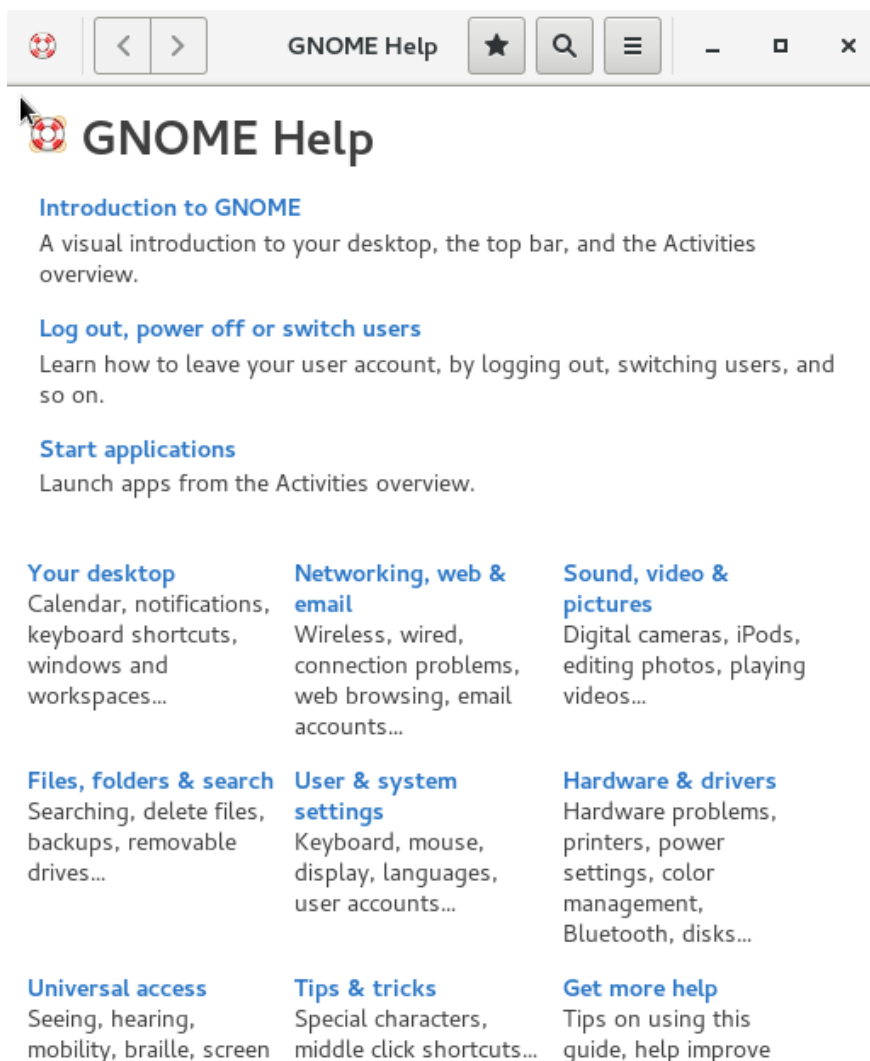 GNOME Help
GNOME Help
Introduction to GNOME
A visual introduction to your desktop, the top bar, and the Activities
overview.
Log out, power off or switch users
Learn how to leave your user account, by logging out, switching users, and
so on.
Start applications
Launch apps from the Activities overview.
Your desktop
Calendar, notifications,
keyboard shortcuts,
windows and
workspaces…
Networking, web &
email
Wireless, wired,
connection problems,
web browsing, email
accounts…
Sound, video &
pictures
Digital cameras, iPods,
editing photos, playing
videos…
Files, folders & search
Searching, delete files,
backups, removable
drives…
User & system
settings
Keyboard, mouse,
display, languages,
user accounts…
Hardware & drivers
Hardware problems,
printers, power
settings, color
management,
Bluetooth, disks…
Universal access
Seeing, hearing,
mobility, braille, screen
Tips & tricks
Special characters,
middle click shortcuts…
Get more help
Tips on using this
guide, help improve